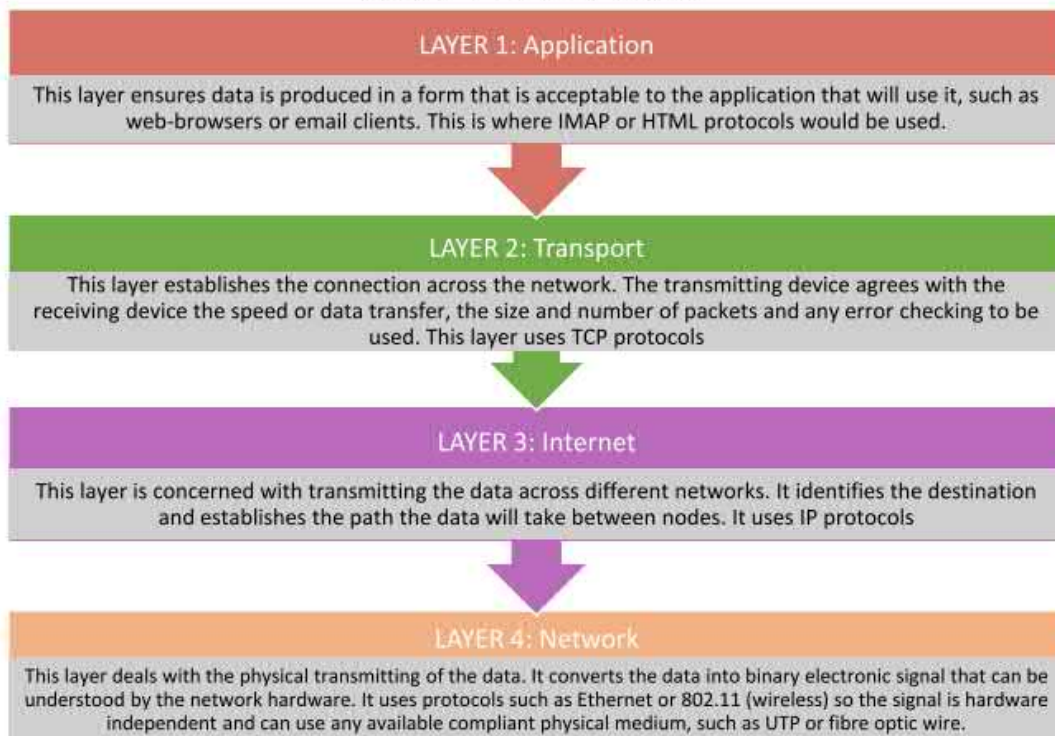 LAYER 1: Application
This layer ensures data is produced in a form that is acceptable to the application that will use it, such as
web-browsers or email clients. This is where IMAP or HTML protocols would be used.
LAYER 2: Transport
This layer establishes the connection across the network. The transmitting device agrees with the
receiving device the speed or data transfer, the size and number of packets and any error checking to be
used. This layer uses TCP protocols
LAYER 3: Internet
This layer is concerned with transmitting the data across different networks. It identifies the destination
and establishes the path the data will take between nodes. It uses IP protocols
LAYER 4: Network
This layer deals with the physical transmitting of the data. It converts the data into binary electronic signal that can be
understood by the network hardware. It uses protocols such as Ethernet or 802.11 (wireless) so the signal is hardware
independent and can use any available compliant physical medium, such as UTP or fibre optic wire.